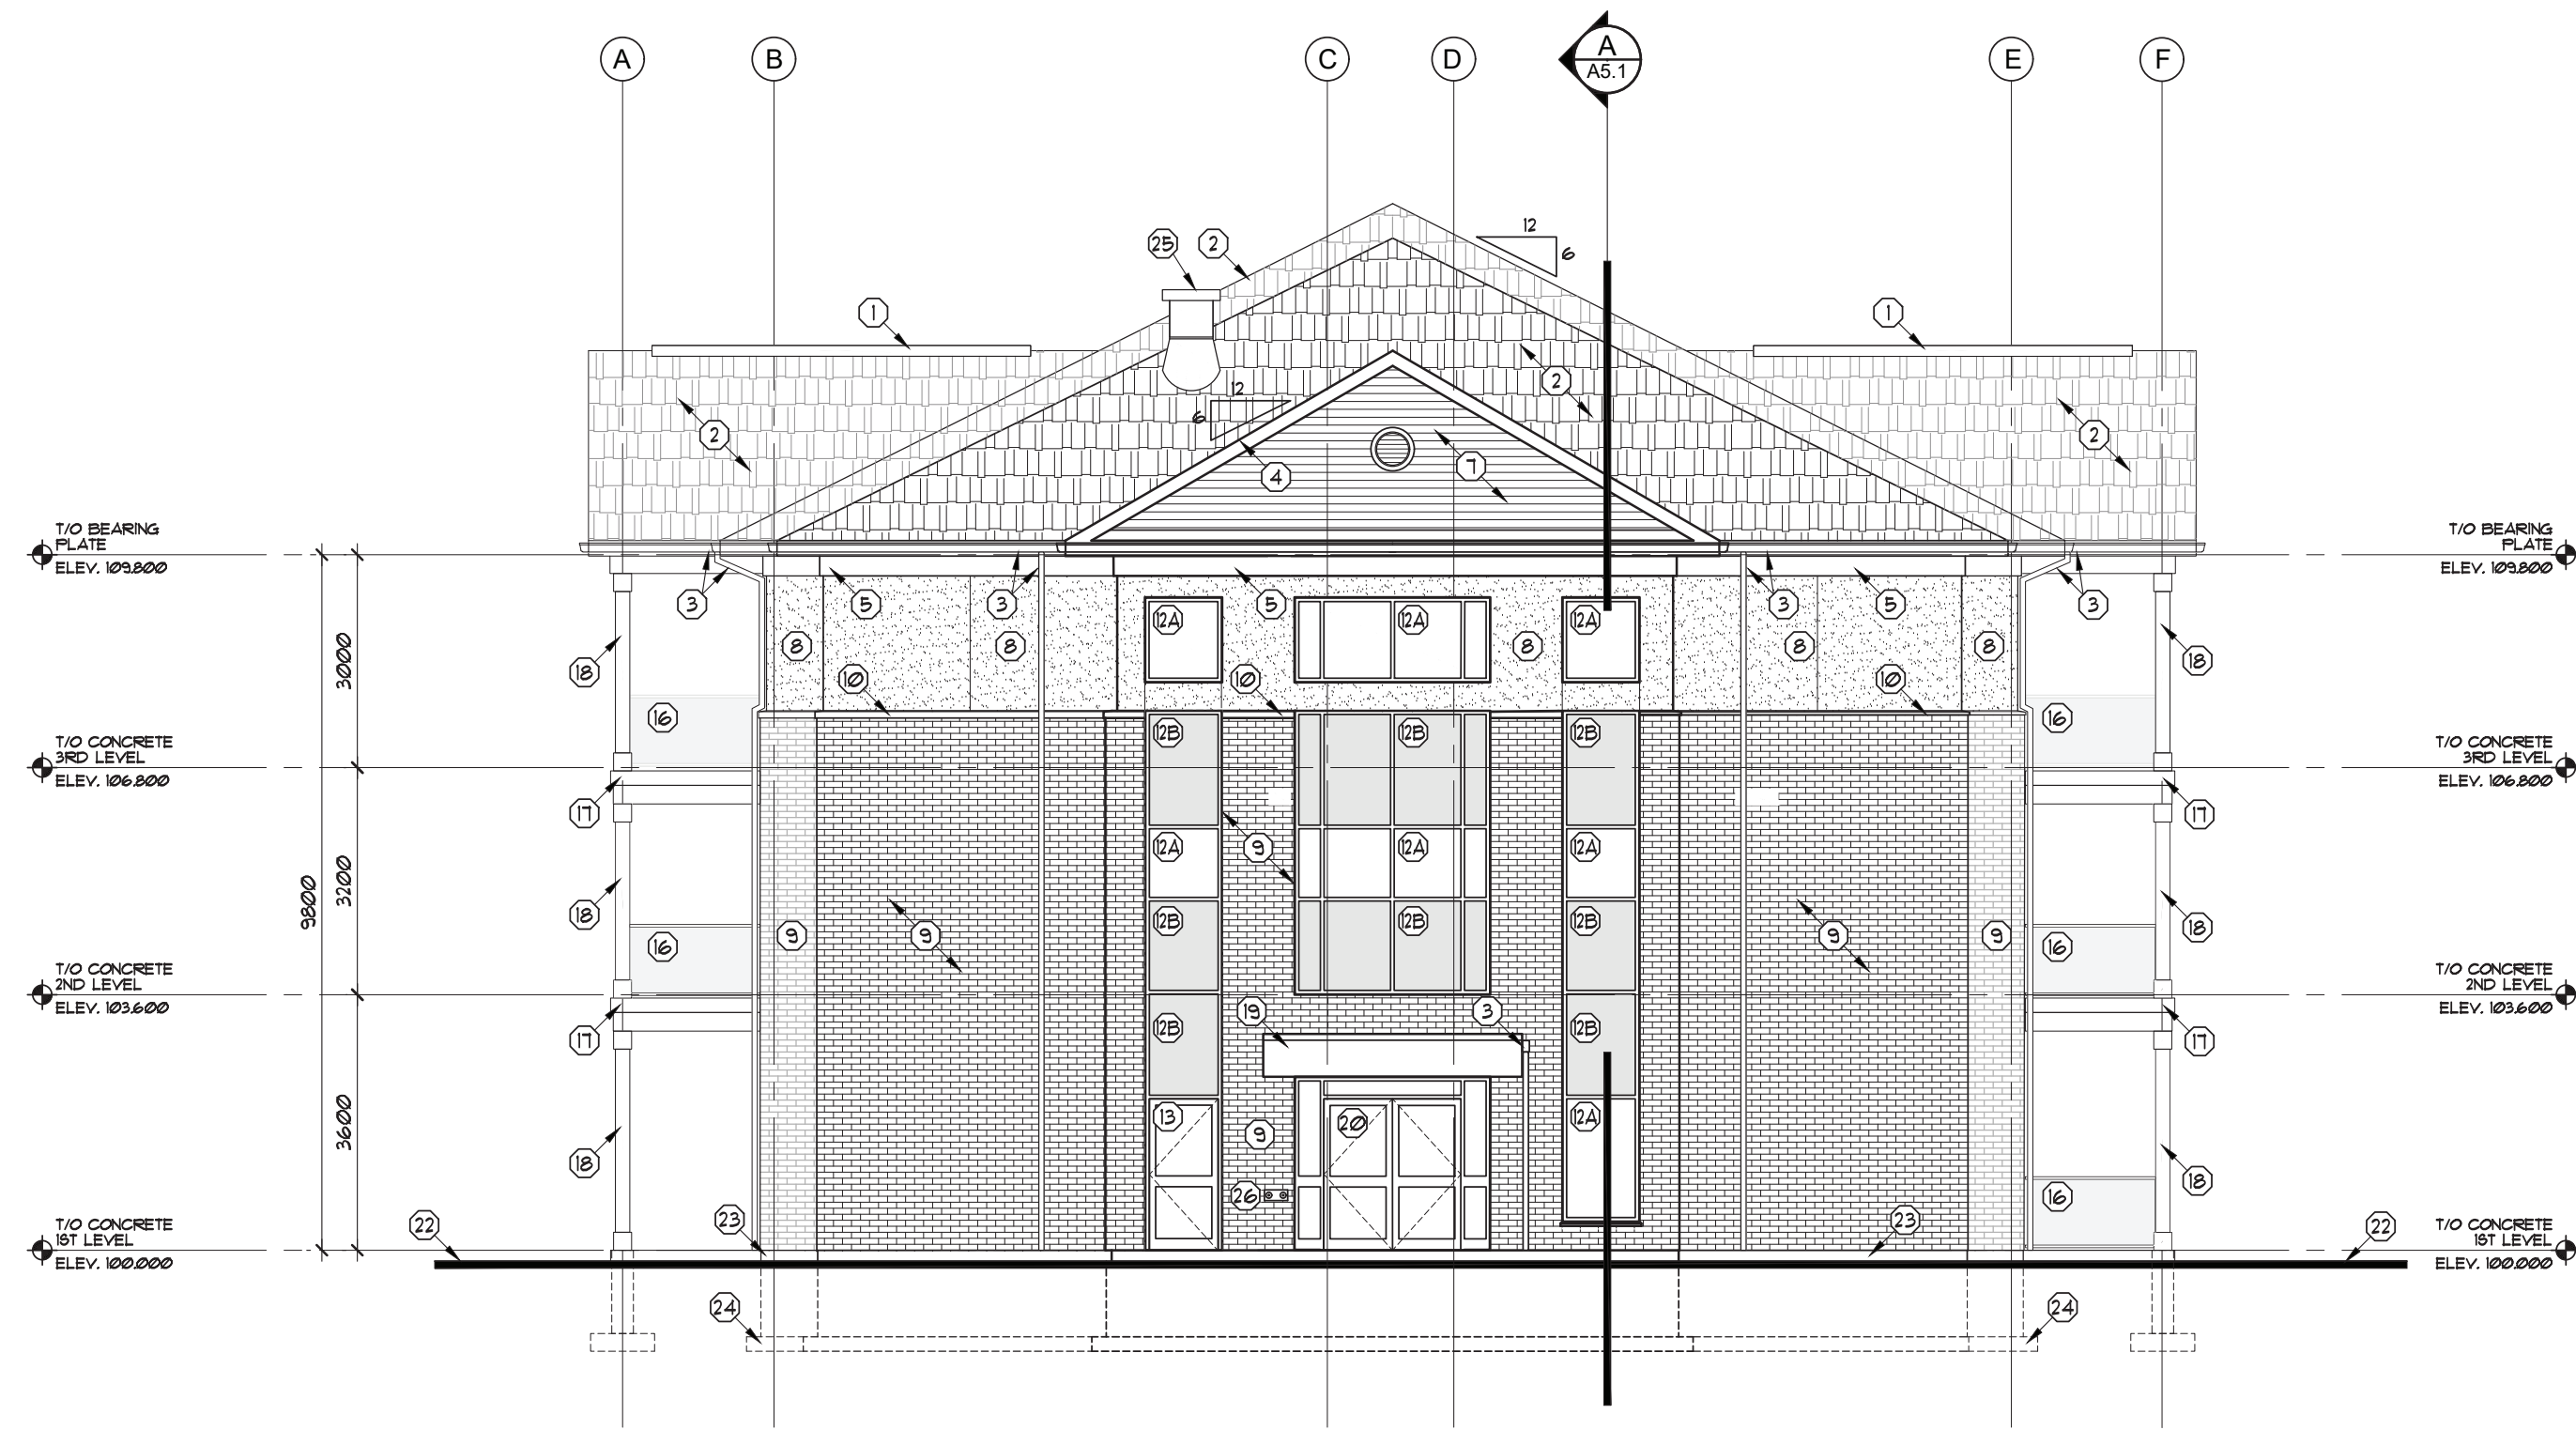 A B C D A E F
A5.1
12
6
25 2
1 1
12
6
2 2 2
4 7
T/O BEARING
PLATE
ELEV. 109.800
T/O BEARING
PLATE
ELEV. 109.800
3 5 3 5 3 5 3
12A 12A 12A
8 8 8 8 8
3000
18 18
10 10 10
16 16
12B 12B 12B
T/O CONCRETE
3RD LEVEL
ELEV. 106.800
T/O CONCRETE
3RD LEVEL
ELEV. 106.800
17 17
12A 9 12A 12A
9800
3200
18 18
12B 12B 12B
9 9 9 9
16 16
T/O CONCRETE
2ND LEVEL
ELEV. 103.600
T/O CONCRETE
2ND LEVEL
ELEV. 103.600
19 3
12B 12B
17 17
3600
13 20 12A
9
18 18
26
16
T/O CONCRETE
1ST LEVEL
ELEV. 100.000
T/O CONCRETE
1ST LEVEL
ELEV. 100.000
22 23 23 22
24 24